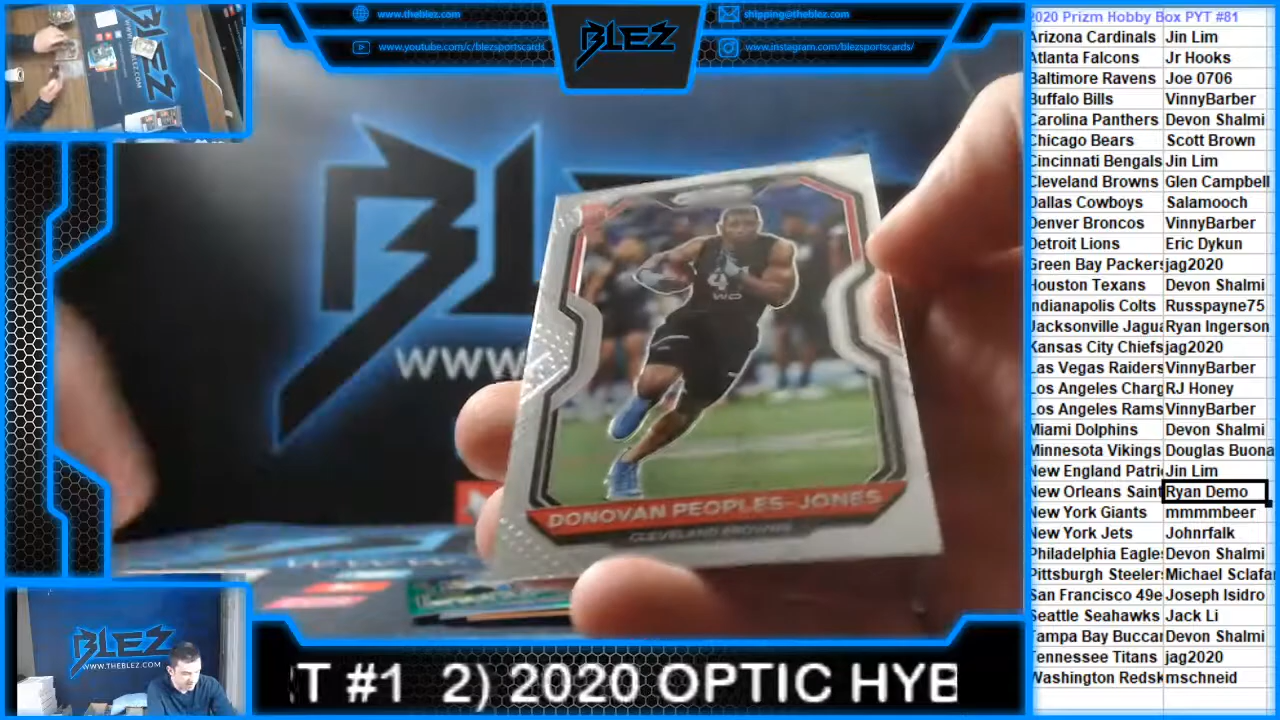 www.theblez.com
shipping@theblez.com
www.youtube.com/c/blezsportscards
www.instagram.com/blezsportscards/
BLEZ
BL
WWW
4
WO
DONOVAN PEOPLES-JONES
CLEVELAND BROWNS
BLEZ
WWW.THEBLEZ.COM
T #1 2) 2020 OPTIC HYB
2020 Prizm Hobby Box PYT #81
Arizona Cardinals Jin Lim
Atlanta Falcons Jr Hooks
Baltimore Ravens Joe 0706
Buffalo Bills VinnyBarber
Carolina Panthers Devon Shalmi
Chicago Bears Scott Brown
Cincinnati Bengals Jin Lim
Cleveland Browns Glen Campbell
Dallas Cowboys Salamooch
Denver Broncos VinnyBarber
Detroit Lions Eric Dykun
Green Bay Packers jag2020
Houston Texans Devon Shalmi
Indianapolis Colts Russpayne75
Jacksonville Jagua Ryan Ingerson
Kansas City Chiefs jag2020
Las Vegas Raiders VinnyBarber
Los Angeles Charg RJ Honey
Los Angeles Rams VinnyBarber
Miami Dolphins Devon Shalmi
Minnesota Vikings Douglas Buona
New England Patri Jin Lim
New Orleans Saint Ryan Demo
New York Giants mmmmbeer
New York Jets Johnrfalk
Philadelphia Eagle Devon Shalmi
Pittsburgh Steelers Michael Sclafa
San Francisco 49e Joseph Isidro
Seattle Seahawks Jack Li
Tampa Bay Buccar Devon Shalmi
Tennessee Titans jag2020
Washington Redsk mschneid